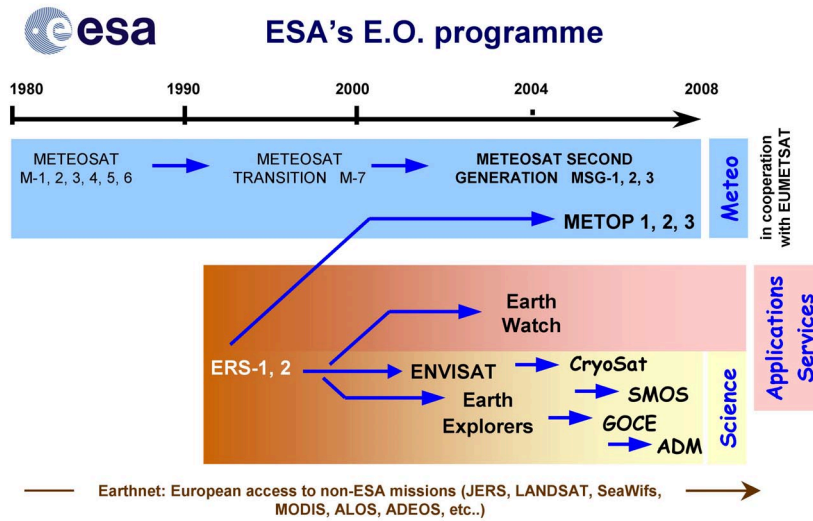 esa
ESA's E.O. programme
1980 1990 2000 2004 2008
METEOSAT
M-1, 2, 3, 4, 5, 6
METEOSAT
TRANSITION M-7
METEOSAT SECOND
GENERATION MSG-1, 2, 3
METOP 1, 2, 3
Meteo
in cooperation
with EUMETSAT
Earth
Watch
ERS-1, 2
ENVISAT
Earth
Explorers
CryoSat
SMOS
GOCE
ADM
Science
Applications
Services
Earthnet: European access to non-ESA missions (JERS, LANDSAT, SeaWifs,
MODIS, ALOS, ADEOS, etc..)